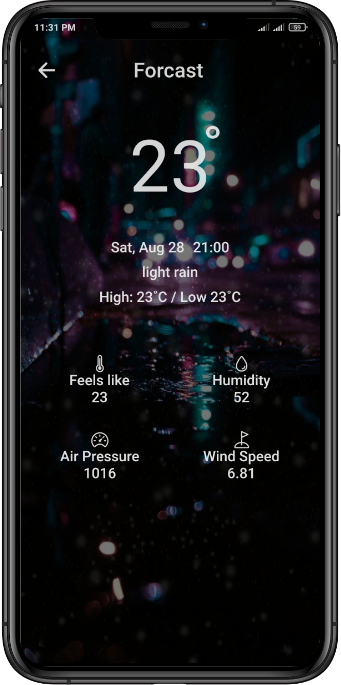 11:31 PM
59
Forcast
23°
Sat, Aug 28 21:00
light rain
High: 23°C / Low 23°C
Feels like
23
Humidity
52
Air Pressure
1016
Wind Speed
6.81